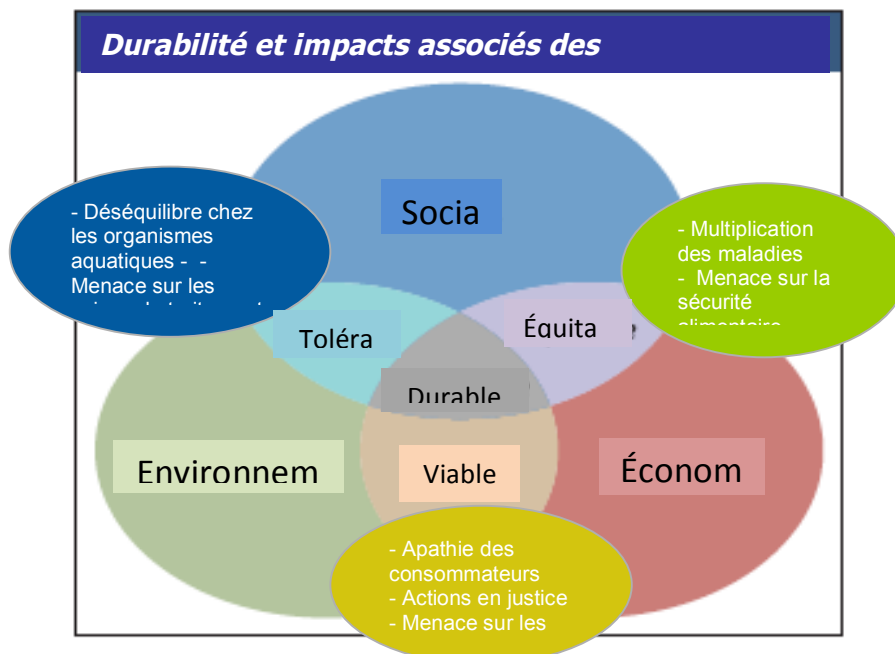 Durabilité et impacts associés des
Socia
- Déséquilibre chez
les organismes
aquatiques - -
Menace sur les
- Multiplication
des maladies
- Menace sur la
sécurité
alimentaire
Toléra
Équita
Durable
Environnem
Viable
Économ
- Apathie des
consommateurs
- Actions en justice
- Menace sur les